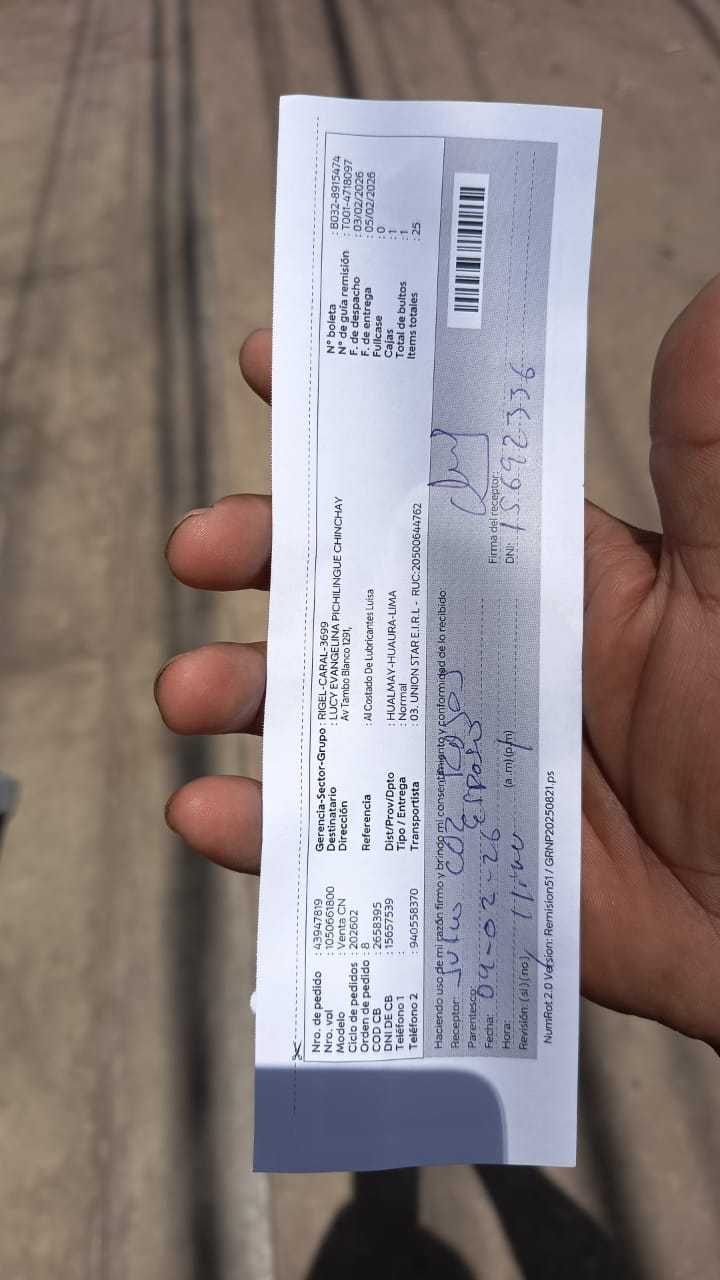 Nro. de pedido : 43947819
Nro. vol : 1050661800
Modelo : Venta CN
Ciclo de pedidos : 202602
Orden de pedido : 8
COD CB : 2658395
DNI DE CB : 15657539
Teléfono 1 :
Teléfono 2 : 940558370
Gerencia-Sector-Grupo : RIGEL-CARAL-3699
Destinatario : LUCY EVANGELINA PICHILINGUE CHINCHAY
Dirección Av Tambo Blanco 1291,
Referencia : Al Costado De Lubricantes Luisa
Dist/Prov/Dpto : HUALMAY-HUAURA-LIMA
Tipo / Entrega : Normal
Transportista : 03. UNION STAR E.I.R.L - RUC:20500644762
N° boleta : B032-8915474
N° de guía remisión : T001-4718097
F. de despacho : 03/02/2026
F. de entrega : 05/02/2026
Fullcase : 0
Cajas : 1
Total de bultos : 1
Items totales : 25
Haciendo uso de mi razón firmo y brindo mi consentimiento y conformidad de lo recibido.
Receptor: Julio Coz
Parentesco: Esposo
Fecha: 04-02-26
Hora: (a.m) (p.m)
Revisión: (si) (no)
Firma del receptor:
DNI: 15692336
NumRot 2.0 Version: Remision51 / GRNP20250821.ps